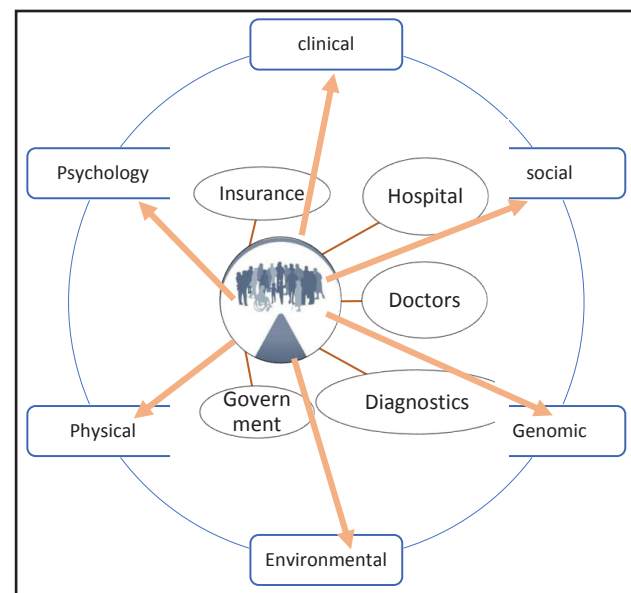 clinical
Psychology
social
Insurance
Hospital
Doctors
Govern
ment
Diagnostics
Physical
Genomic
Environmental